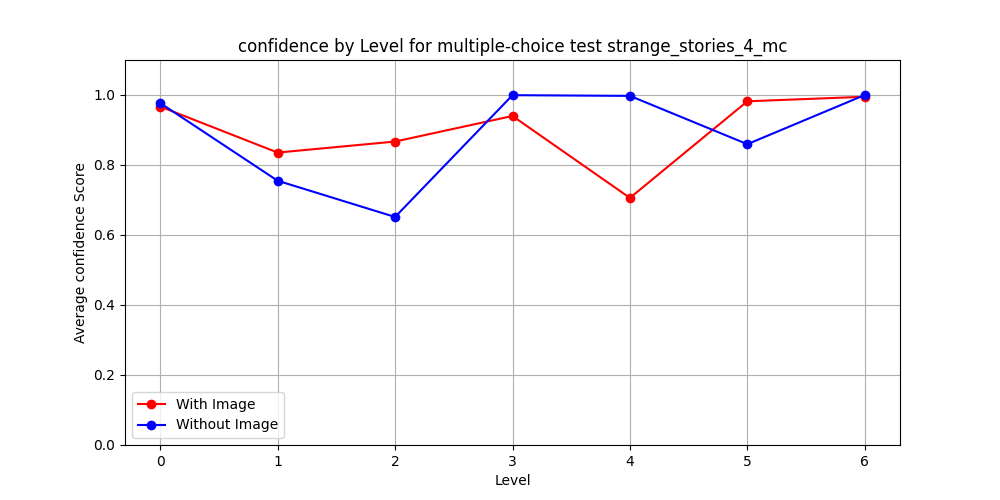 confidence by Level for multiple-choice test strange_stories_4_mc
Average confidence Score
1.0
0.8
0.6
0.4
0.2
0.0
With Image
Without Image
0 1 2 3 4 5 6
Level